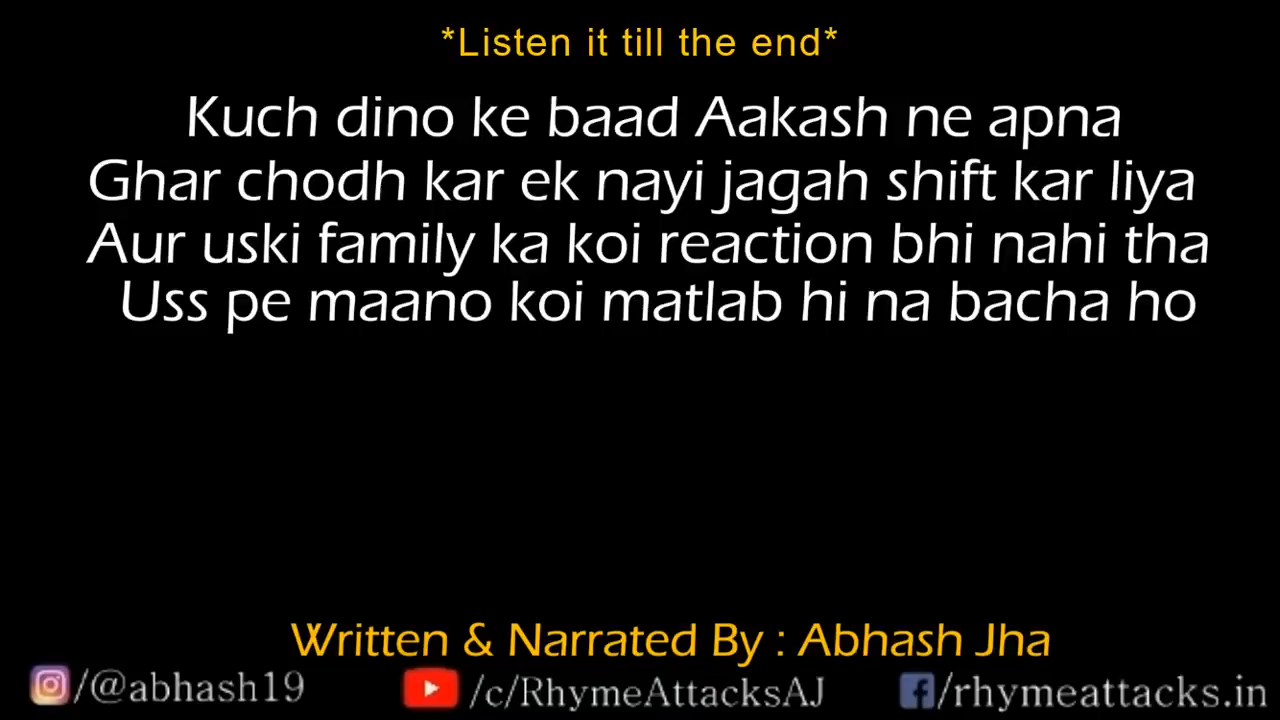 *Listen it till the end*
Kuch dino ke baad Aakash ne apna
Ghar chodh kar ek nayi jagah shift kar liya
Aur uski family ka koi reaction bhi nahi tha
Uss pe maano koi matlab hi na bacha ho
Written & Narrated By : Abhash Jha
/@abhash19 /c/RhymeAttacksAJ /rhymeattacks.in